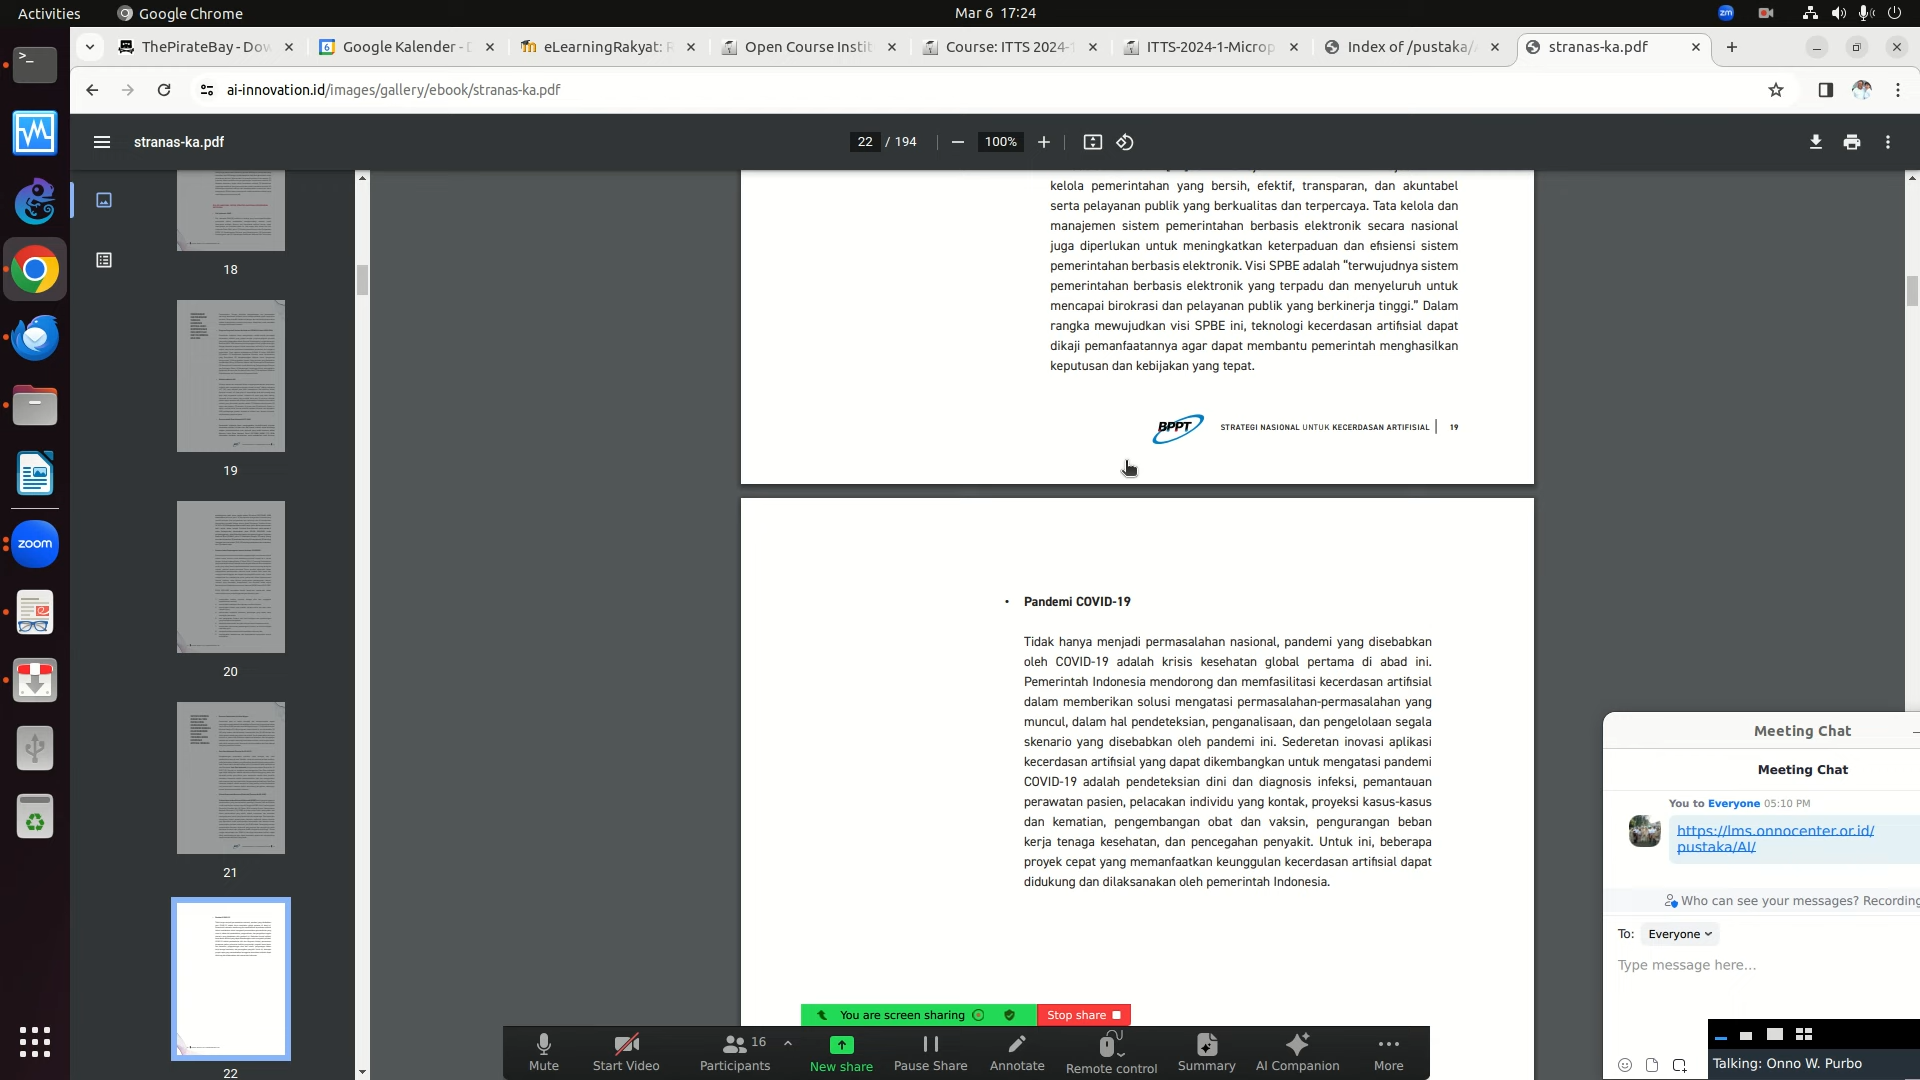 Activities
Google Chrome
Mar 6 17:24
zm
ThePirateBay - Dow
Google Kalender -
eLearningRakyat:
Open Course Instit
Course: ITTS 2024-
ITTS-2024-1-Microp
Index of /pustaka/
stranas-ka.pdf
ai-innovation.id/images/gallery/ebook/stranas-ka.pdf
stranas-ka.pdf
22 / 194
100%
18
19
20
21
22
kelola pemerintahan yang bersih, efektif, transparan, dan akuntabel
serta pelayanan publik yang berkualitas dan terpercaya. Tata kelola dan
manajemen sistem pemerintahan berbasis elektronik secara nasional
juga diperlukan untuk meningkatkan keterpaduan dan efisiensi sistem
pemerintahan berbasis elektronik. Visi SPBE adalah "terwujudnya sistem
pemerintahan berbasis elektronik yang terpadu dan menyeluruh untuk
mencapai birokrasi dan pelayanan publik yang berkinerja tinggi." Dalam
rangka mewujudkan visi SPBE ini, teknologi kecerdasan artifisial dapat
dikaji pemanfaatannya agar dapat membantu pemerintah menghasilkan
keputusan dan kebijakan yang tepat.
BPPT
STRATEGI NASIONAL UNTUK KECERDASAN ARTIFISIAL | 19
• Pandemi COVID-19
Tidak hanya menjadi permasalahan nasional, pandemi yang disebabkan
oleh COVID-19 adalah krisis kesehatan global pertama di abad ini.
Pemerintah Indonesia mendorong dan memfasilitasi kecerdasan artifisial
dalam memberikan solusi mengatasi permasalahan-permasalahan yang
muncul, dalam hal pendeteksian, penganalisaan, dan pengelolaan segala
skenario yang disebabkan oleh pandemi ini. Sederetan inovasi aplikasi
kecerdasan artifisial yang dapat dikembangkan untuk mengatasi pandemi
COVID-19 adalah pendeteksian dini dan diagnosis infeksi, pemantauan
perawatan pasien, pelacakan individu yang kontak, proyeksi kasus-kasus
dan kematian, pengembangan obat dan vaksin, pengurangan beban
kerja tenaga kesehatan, dan pencegahan penyakit. Untuk ini, beberapa
proyek cepat yang memanfaatkan keunggulan kecerdasan artifisial dapat
didukung dan dilaksanakan oleh pemerintah Indonesia.
zoom
Meeting Chat
Meeting Chat
You to Everyone 05:10 PM
https://lms.onnocenter.or.id/
pustaka/AI/
Who can see your messages? Recording
To: Everyone
Type message here...
Talking: Onno W. Purbo
You are screen sharing
Stop share
Mute
Start Video
Participants
16
New share
Pause Share
Annotate
Remote control
Summary
AI Companion
More